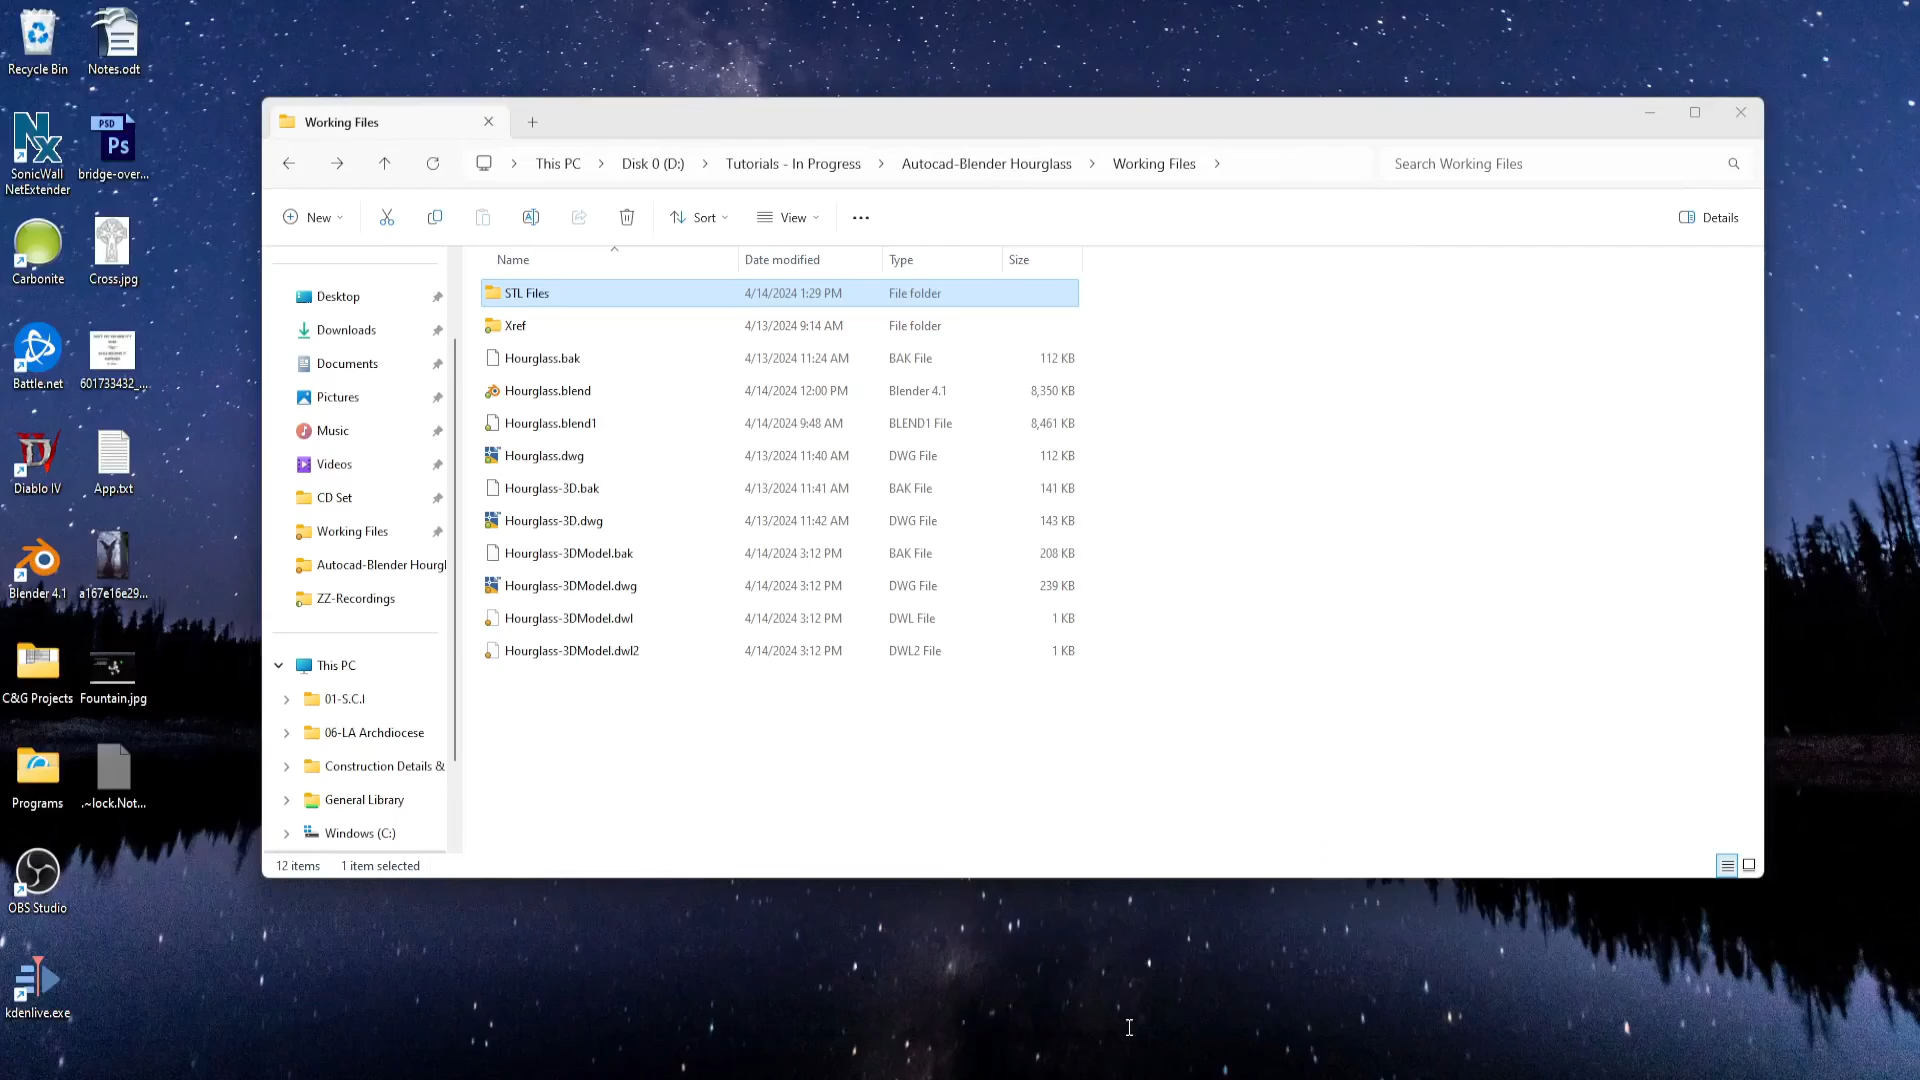 Recycle Bin
Notes.odt
SonicWall
NetExtender
PSD
Ps
bridge-over...
Carbonite
Cross.jpg
Battle.net
601733432_...
Diablo IV
App.txt
Blender 4.1
a167e16e29...
C&G Projects
Fountain.jpg
Programs
.~lock.Not...
OBS Studio
kdenlive.exe
Working Files
This PC > Disk 0 (D:) > Tutorials - In Progress > Autocad-Blender Hourglass > Working Files >
Search Working Files
New
Sort
View
Details
Desktop
Downloads
Documents
Pictures
Music
Videos
CD Set
Working Files
Autocad-Blender Hourgl
ZZ-Recordings
This PC
01-S.C.I
06-LA Archdiocese
Construction Details &
General Library
Windows (C:)
Name Date modified Type Size
STL Files 4/14/2024 1:29 PM File folder
Xref 4/13/2024 9:14 AM File folder
Hourglass.bak 4/13/2024 11:24 AM BAK File 112 KB
Hourglass.blend 4/14/2024 12:00 PM Blender 4.1 8,350 KB
Hourglass.blend1 4/14/2024 9:48 AM BLEND1 File 8,461 KB
Hourglass.dwg 4/13/2024 11:40 AM DWG File 112 KB
Hourglass-3D.bak 4/13/2024 11:41 AM BAK File 141 KB
Hourglass-3D.dwg 4/13/2024 11:42 AM DWG File 143 KB
Hourglass-3DModel.bak 4/14/2024 3:12 PM BAK File 208 KB
Hourglass-3DModel.dwg 4/14/2024 3:12 PM DWG File 239 KB
Hourglass-3DModel.dwl 4/14/2024 3:12 PM DWL File 1 KB
Hourglass-3DModel.dwl2 4/14/2024 3:12 PM DWL2 File 1 KB
12 items 1 item selected